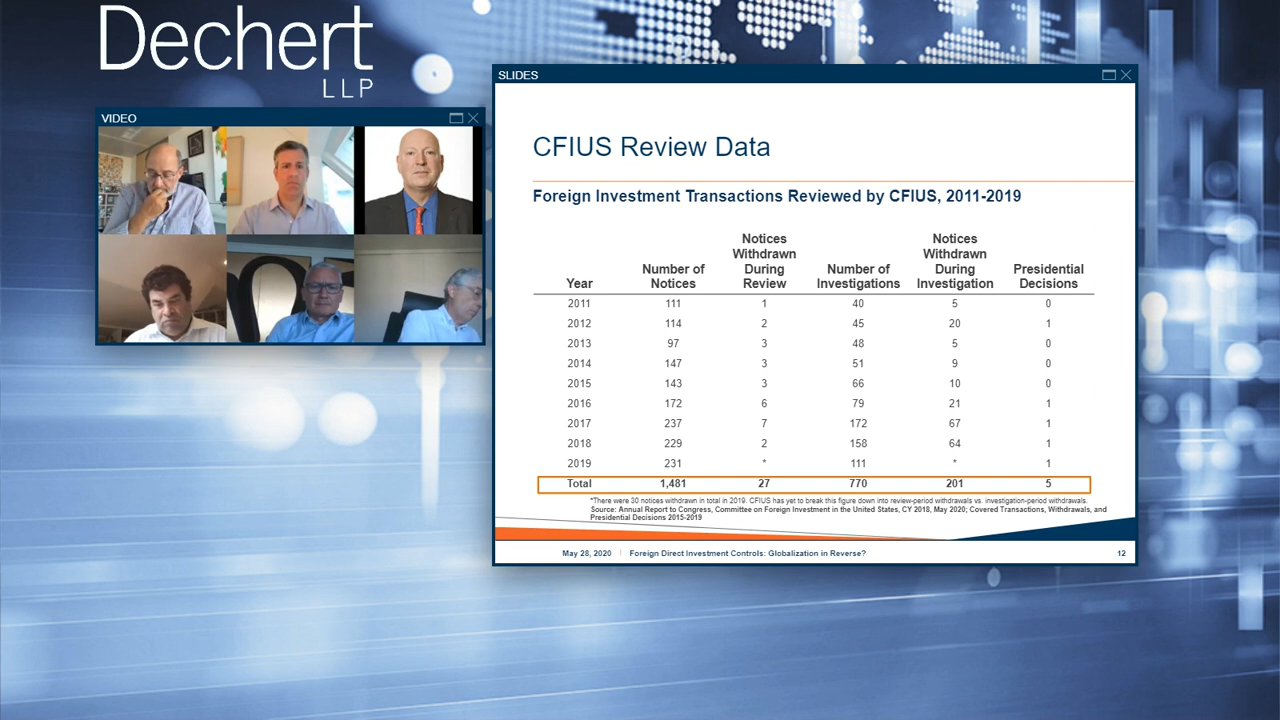 Dechert
LLP
VIDEO
SLIDES
CFIUS Review Data
Foreign Investment Transactions Reviewed by CFIUS, 2011-2019
Year Number of Notices Notices Withdrawn During Review Number of Investigations Notices Withdrawn During Investigation Presidential Decisions
2011 111 1 40 5 0
2012 114 2 45 20 1
2013 97 3 48 5 0
2014 147 3 51 9 0
2015 143 3 66 10 0
2016 172 6 79 21 1
2017 237 7 172 67 1
2018 229 2 158 64 1
2019 231 * 111 * 1
Total 1,481 27 770 201 5
*There were 30 notices withdrawn in total in 2019. CFIUS has yet to break this figure down into review-period withdrawals vs. investigation-period withdrawals.
Source: Annual Report to Congress, Committee on Foreign Investment in the United States, CY 2018, May 2020; Covered Transactions, Withdrawals, and
Presidential Decisions 2015-2019
May 28, 2020 | Foreign Direct Investment Controls: Globalization in Reverse? 12